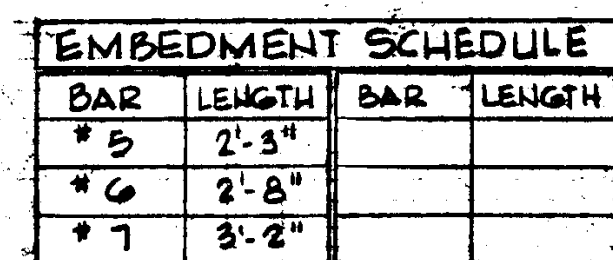 EMBEDMENT SCHEDULE
BAR LENGTH BAR LENGTH
# 5 2'-3"
# 6 2'-8"
# 7 3'-2"